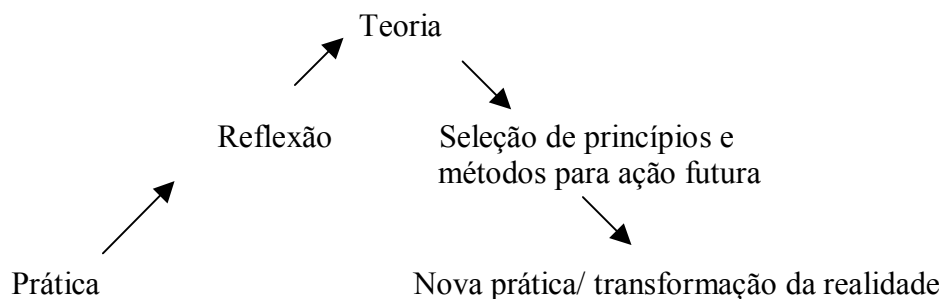 Teoria
Reflexão
Seleção de princípios e
métodos para ação futura
Prática
Nova prática/ transformação da realidade